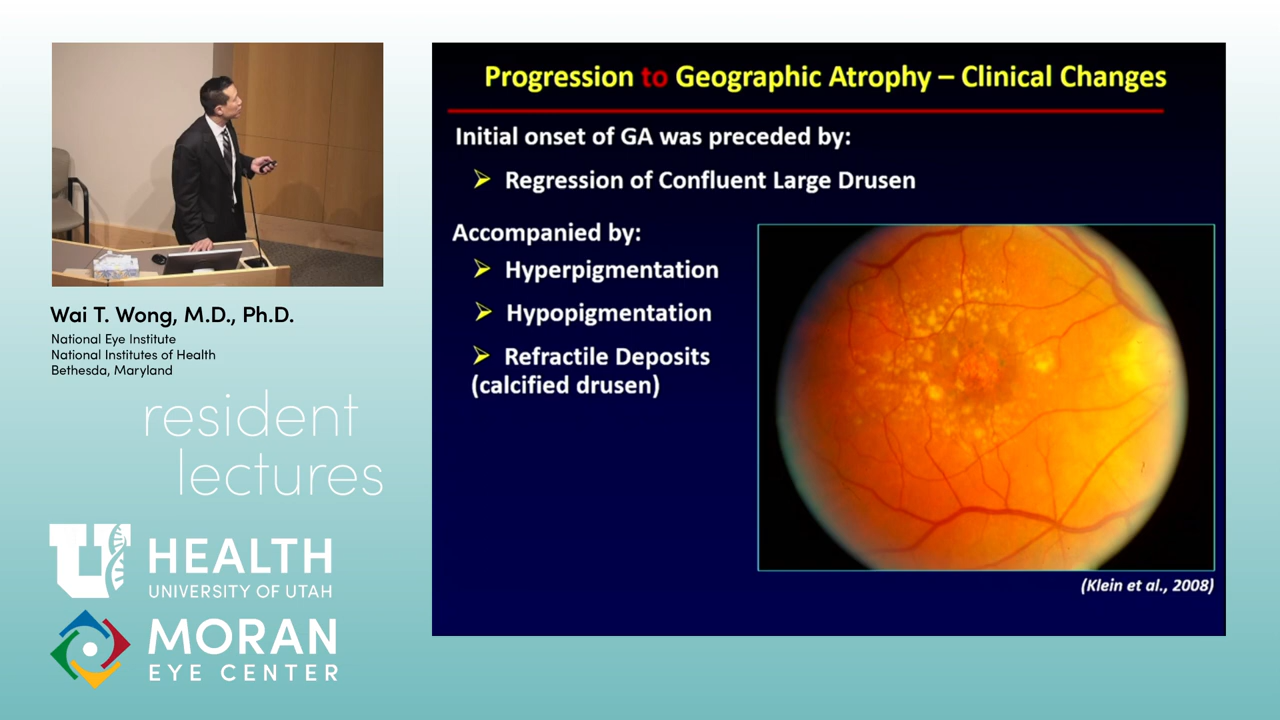 Wai T. Wong, M.D., Ph.D.
National Eye Institute
National Institutes of Health
Bethesda, Maryland
resident
lectures
U HEALTH
UNIVERSITY OF UTAH
MORAN
EYE CENTER
Progression to Geographic Atrophy – Clinical Changes
Initial onset of GA was preceded by:
➢ Regression of Confluent Large Drusen
Accompanied by:
➢ Hyperpigmentation
➢ Hypopigmentation
➢ Refractile Deposits
(calcified drusen)
(Klein et al., 2008)